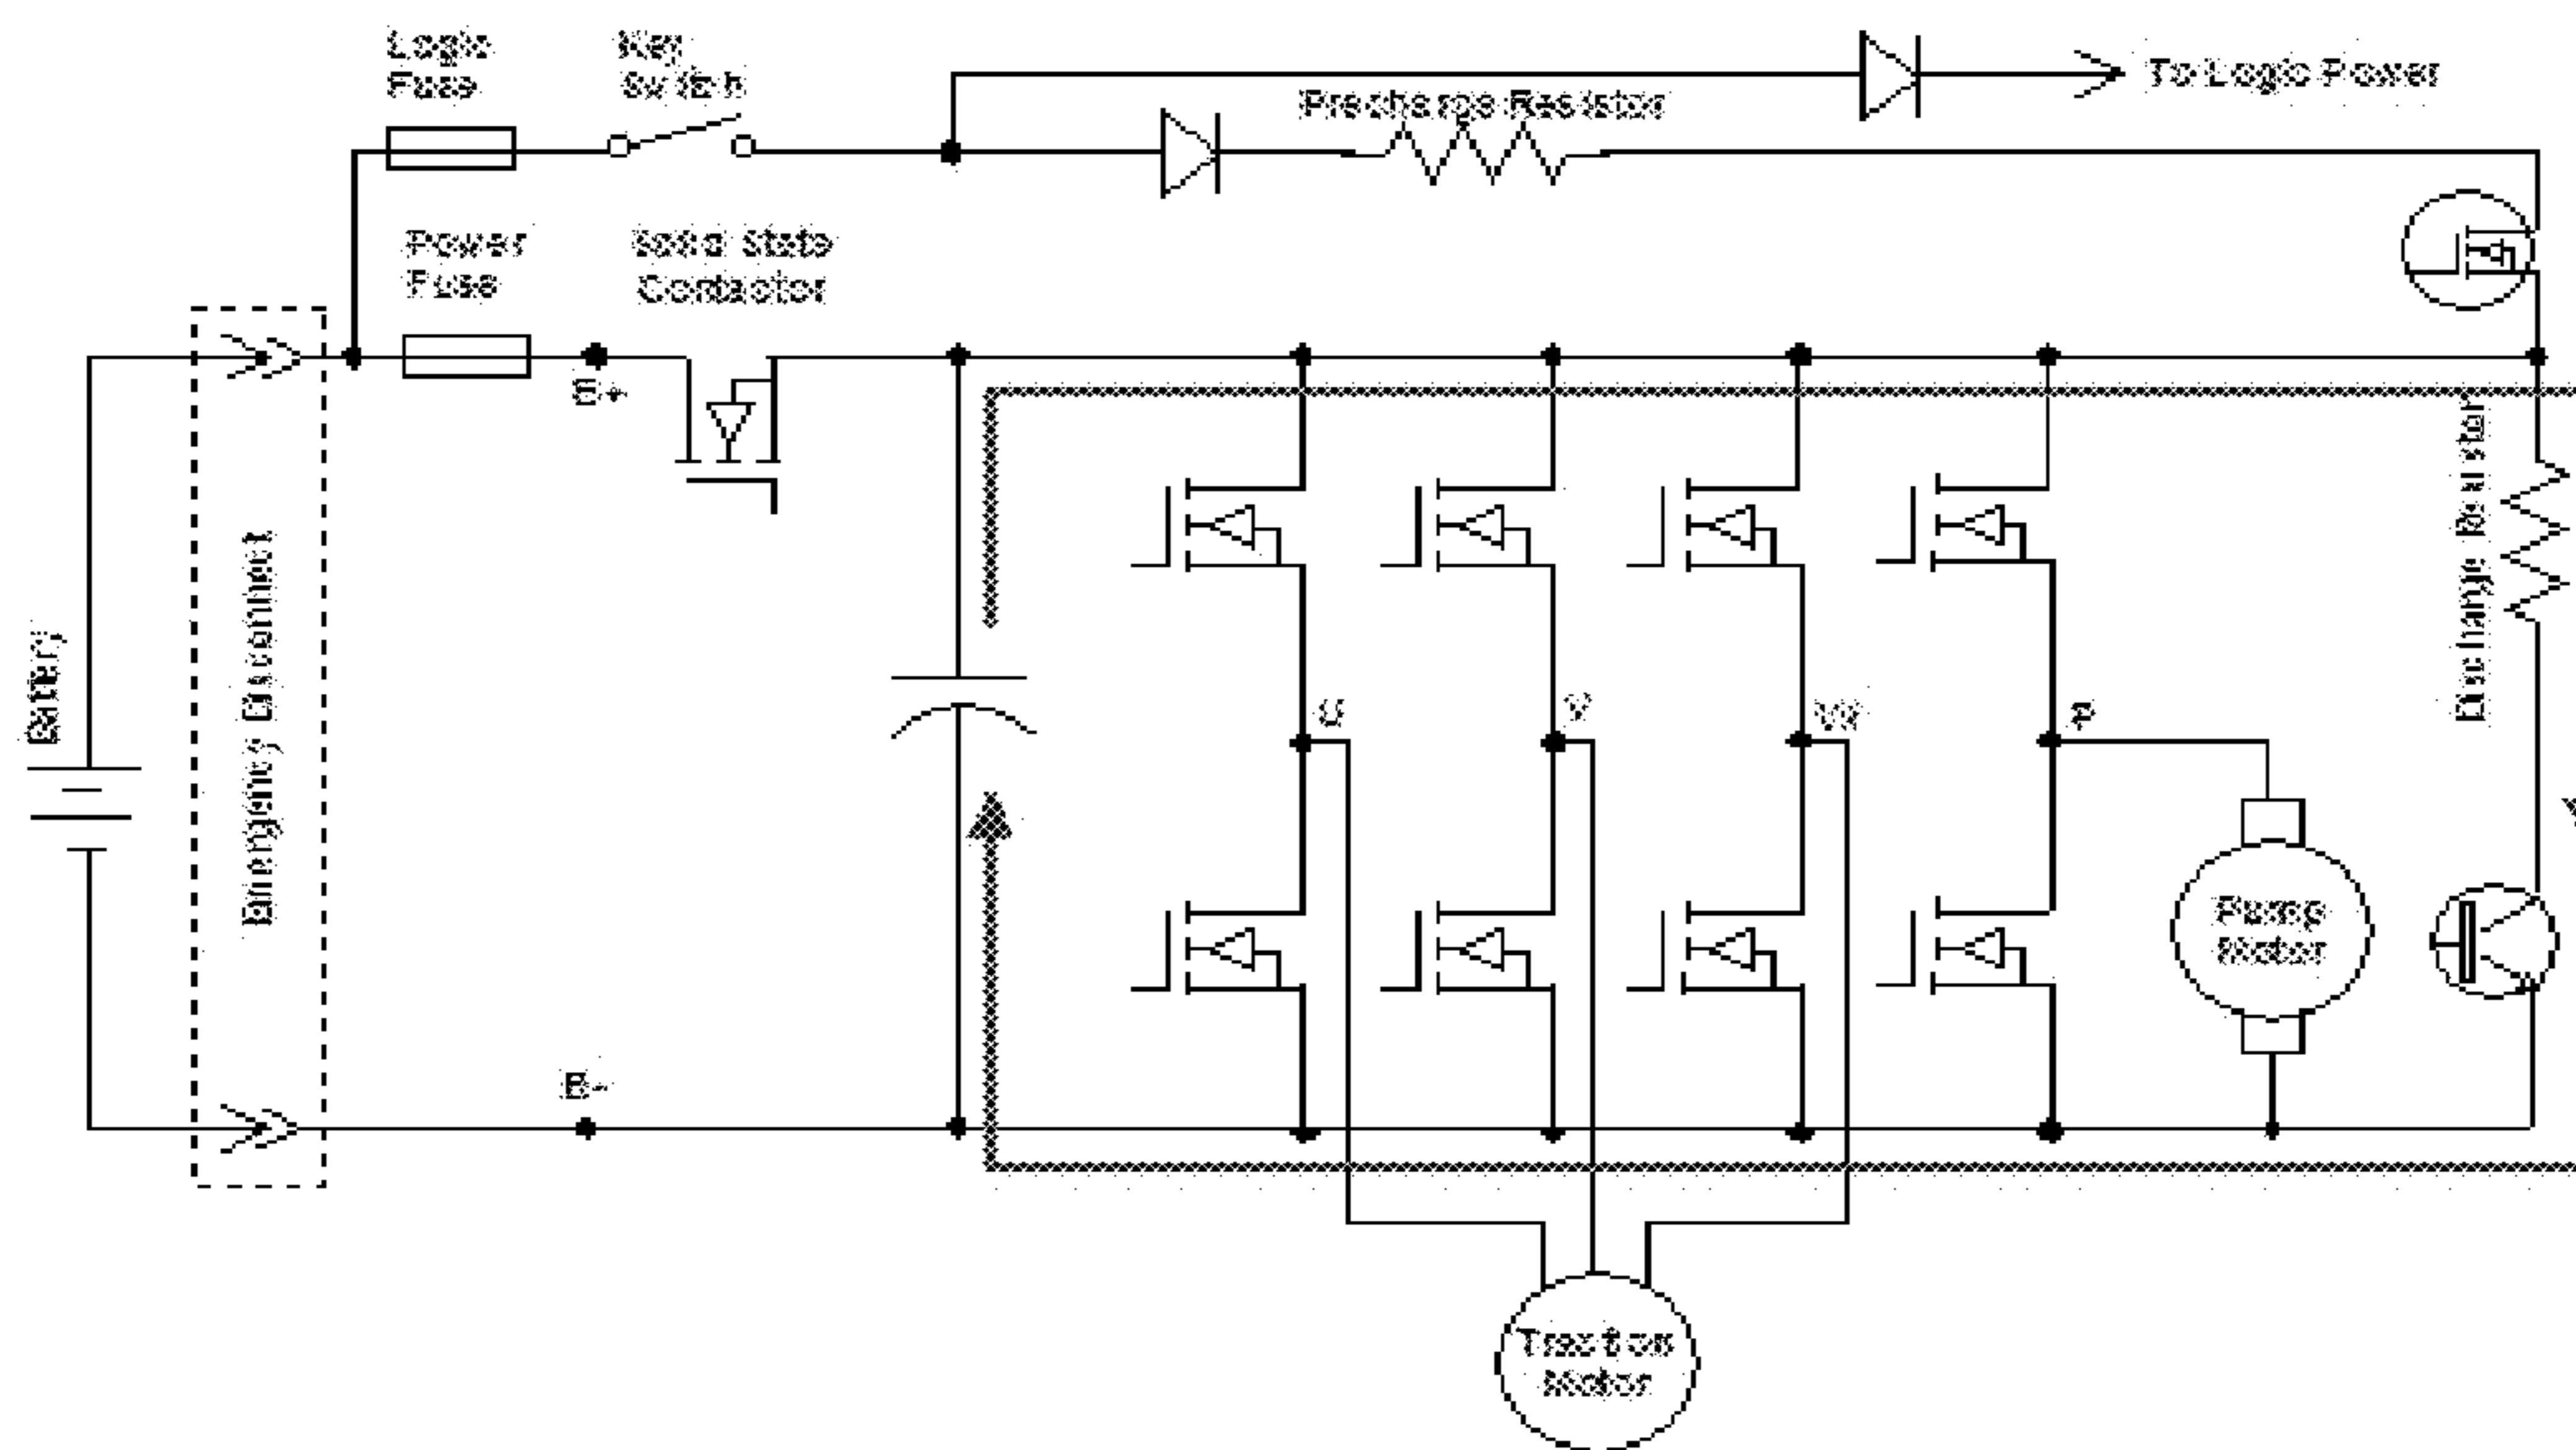 Logic
Fuse
Key
Switch
To Logic Power
Precharge Resistor
Power
Fuse
Solid State
Contactor
B+
Discharge Resistor
Battery
Emergency Disconnect
U
V
W
P
Pump
Motor
B-
Traction
Motor